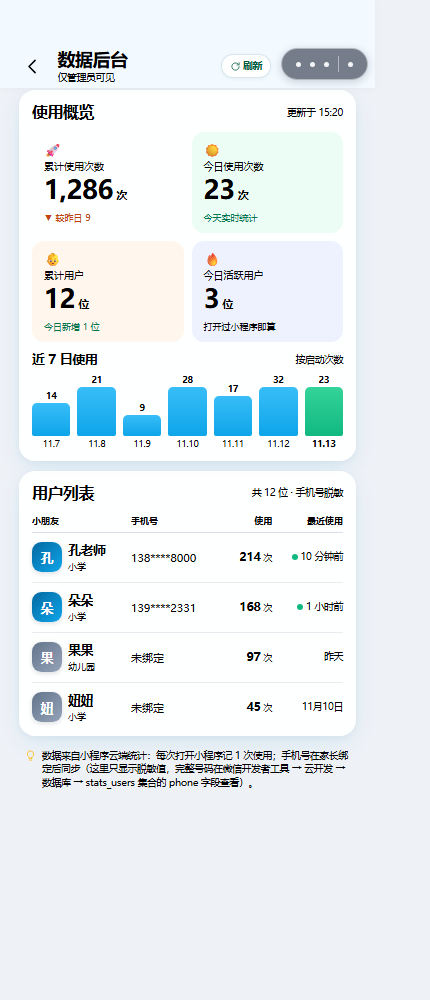 数据后台
仅管理员可见
刷新
使用概览
更新于 15:20
累计使用次数
1,286 次
▼ 较昨日 9
今日使用次数
23 次
今天实时统计
累计用户
12 位
今日新增 1 位
今日活跃用户
3 位
打开过小程序即算
近 7 日使用
按启动次数
14 21 9 28 17 32 23
11.7 11.8 11.9 11.10 11.11 11.12 11.13
用户列表
共 12 位 · 手机号脱敏
小朋友 手机号 使用 最近使用
孔 孔老师 138****8000 214 次 10 分钟前
小学
朵 朵朵 139****2331 168 次 1 小时前
小学
果 果果 未绑定 97 次 昨天
幼儿园
妞 妞妞 未绑定 45 次 11月10日
小学
数据来自小程序云端统计：每次打开小程序记 1 次使用；手机号在家长绑
定后同步（这里只显示脱敏值，完整号码在微信开发者工具 → 云开发 →
数据库 → stats_users 集合的 phone 字段查看）。